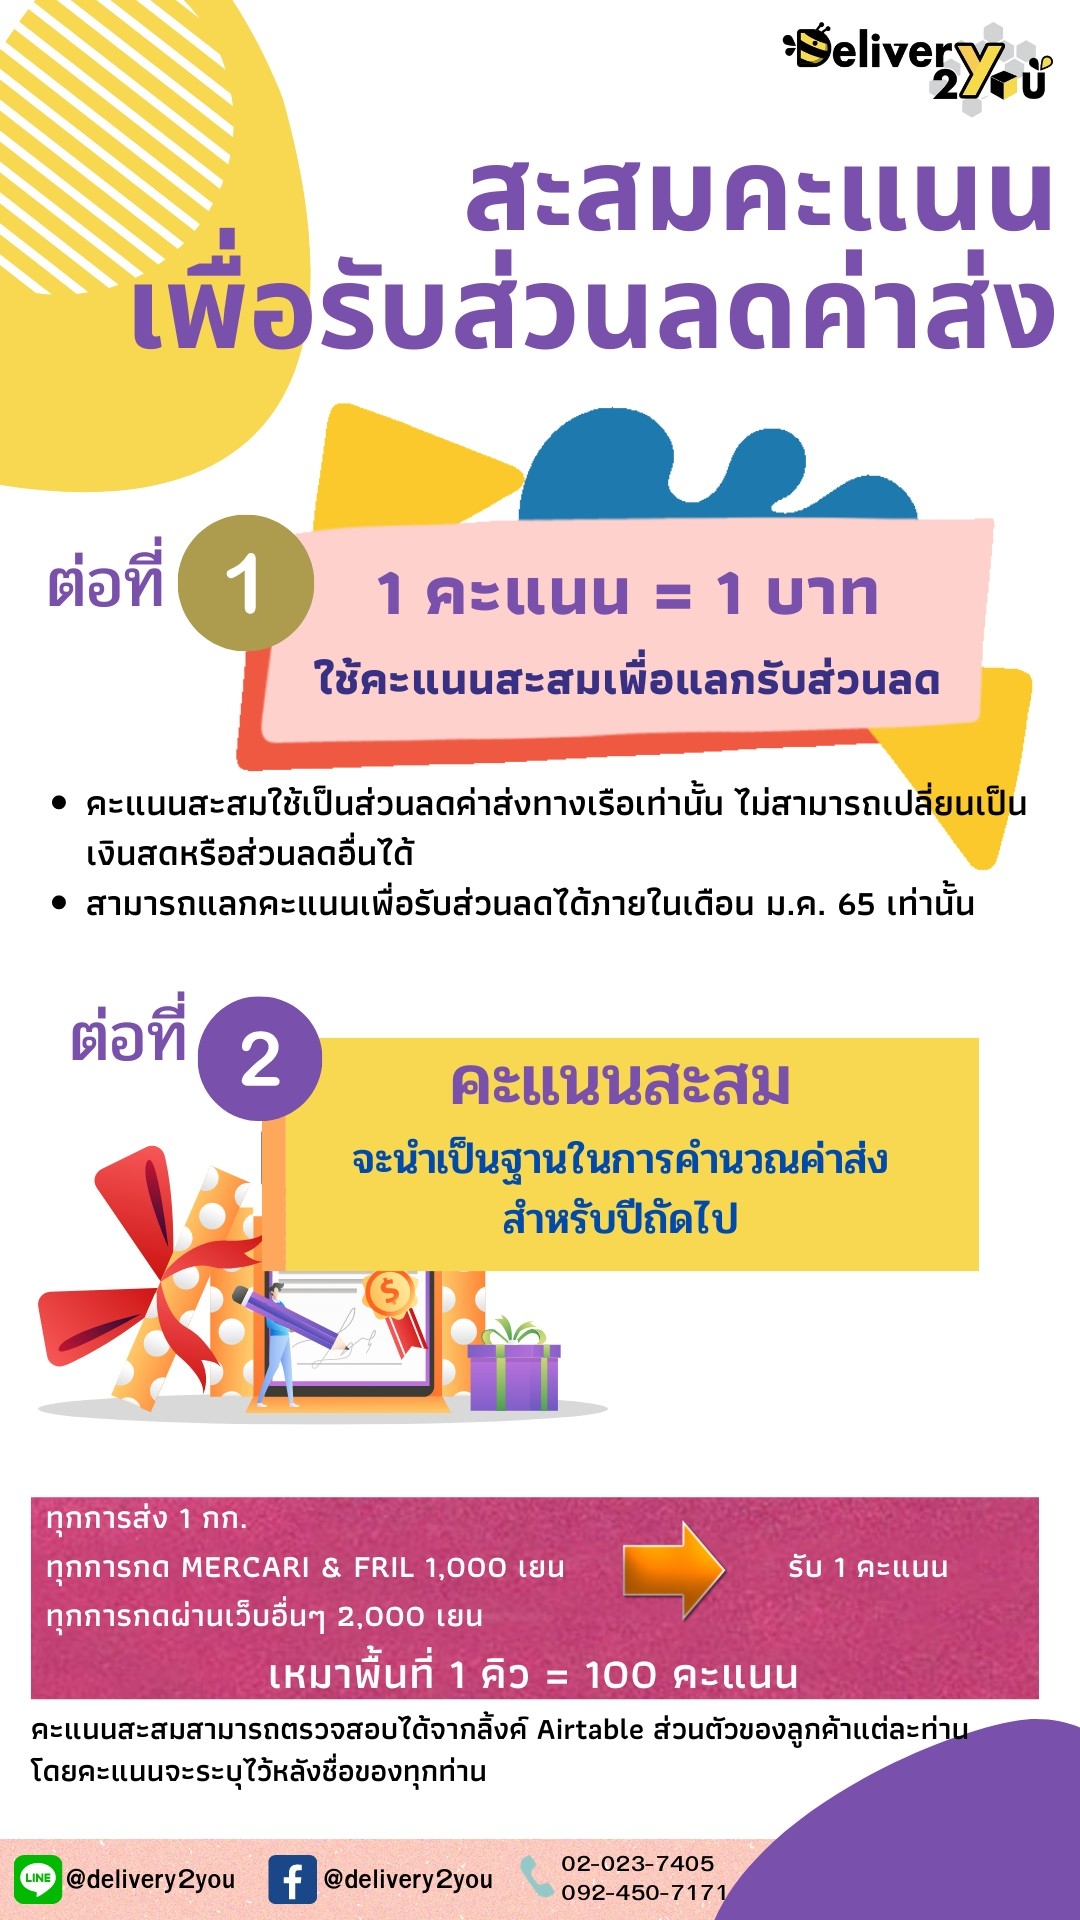 Delivery
2you
สะสมคะแนน
เพื่อรับส่วนลดค่าส่ง
ต่อที่ 1
1 คะแนน = 1 บาท
ใช้คะแนนสะสมเพื่อแลกรับส่วนลด
• คะแนนสะสมใช้เป็นส่วนลดค่าส่งทางเรือเท่านั้น ไม่สามารถเปลี่ยนเป็น
เงินสดหรือส่วนลดอื่นได้
• สามารถแลกคะแนนเพื่อรับส่วนลดได้ภายในเดือน ม.ค. 65 เท่านั้น
ต่อที่ 2
คะแนนสะสม
จะนำเป็นฐานในการคำนวณค่าส่ง
สำหรับปีถัดไป
$
ทุกการส่ง 1 กก.
ทุกการกด MERCARI & FRIL 1,000 เยน
รับ 1 คะแนน
ทุกการกดผ่านเว็บอื่นๆ 2,000 เยน
เหมาพื้นที่ 1 คิว = 100 คะแนน
คะแนนสะสมสามารถตรวจสอบได้จากลิ้งค์ Airtable ส่วนตัวของลูกค้าแต่ละท่าน
โดยคะแนนจะระบุไว้หลังชื่อของทุกท่าน
LINE @delivery2you
f @delivery2you
02-023-7405
092-450-7171